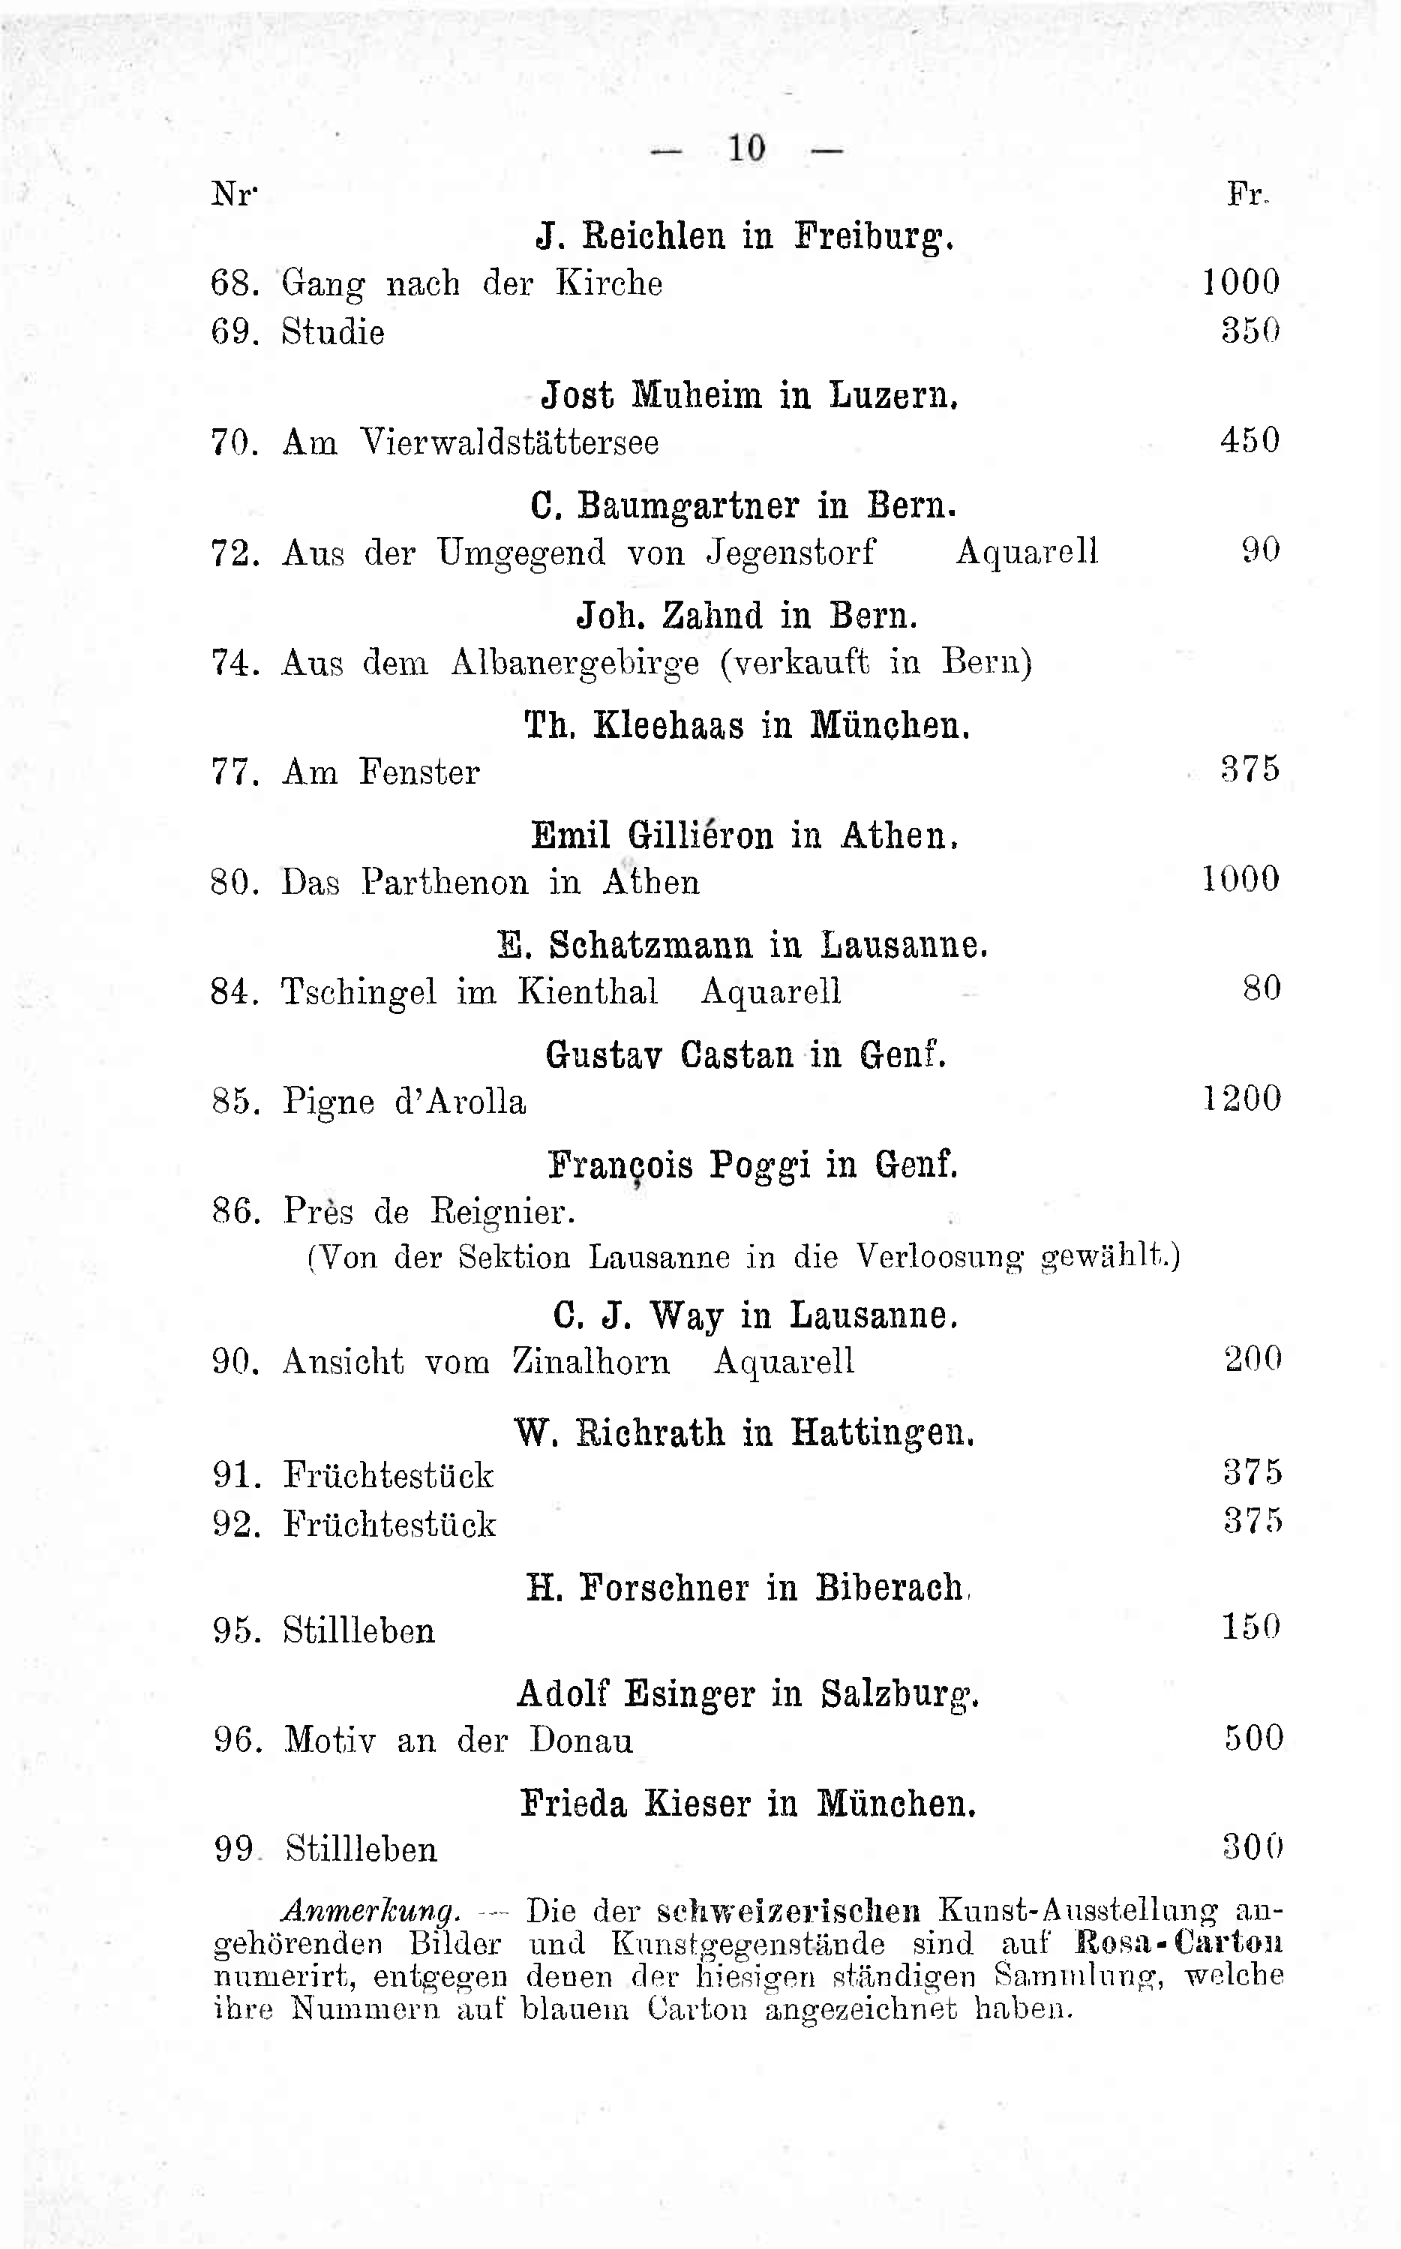 — 10 —
Nr. Fr.
J. Reichlen in Freiburg.
68. Gang nach der Kirche 1000
69. Studie 350
Jost Muheim in Luzern.
70. Am Vierwaldstättersee 450
C. Baumgartner in Bern.
72. Aus der Umgegend von Jegenstorf Aquarell 90
Joh. Zahnd in Bern.
74. Aus dem Albanergebirge (verkauft in Bern)
Th. Kleehaas in München.
77. Am Fenster 375
Emil Gilliéron in Athen.
80. Das Parthenon in Athen 1000
E. Schatzmann in Lausanne.
84. Tschingel im Kienthal Aquarell 80
Gustav Castan in Genf.
85. Pigne d'Arolla 1200
François Poggi in Genf.
86. Près de Reignier.
(Von der Sektion Lausanne in die Verloosung gewählt.)
C. J. Way in Lausanne.
90. Ansicht vom Zinalhorn Aquarell 200
W. Richrath in Hattingen.
91. Früchtestück 375
92. Früchtestück 375
H. Forschner in Biberach.
95. Stillleben 150
Adolf Esinger in Salzburg.
96. Motiv an der Donau 500
Frieda Kieser in München.
99. Stillleben 300
Anmerkung. — Die der schweizerischen Kunst-Ausstellung an-
gehörenden Bilder und Kunstgegenstände sind auf Rosa-Carton
numerirt, entgegen denen der hiesigen ständigen Sammlung, welche
ihre Nummern auf blauem Carton angezeichnet haben.